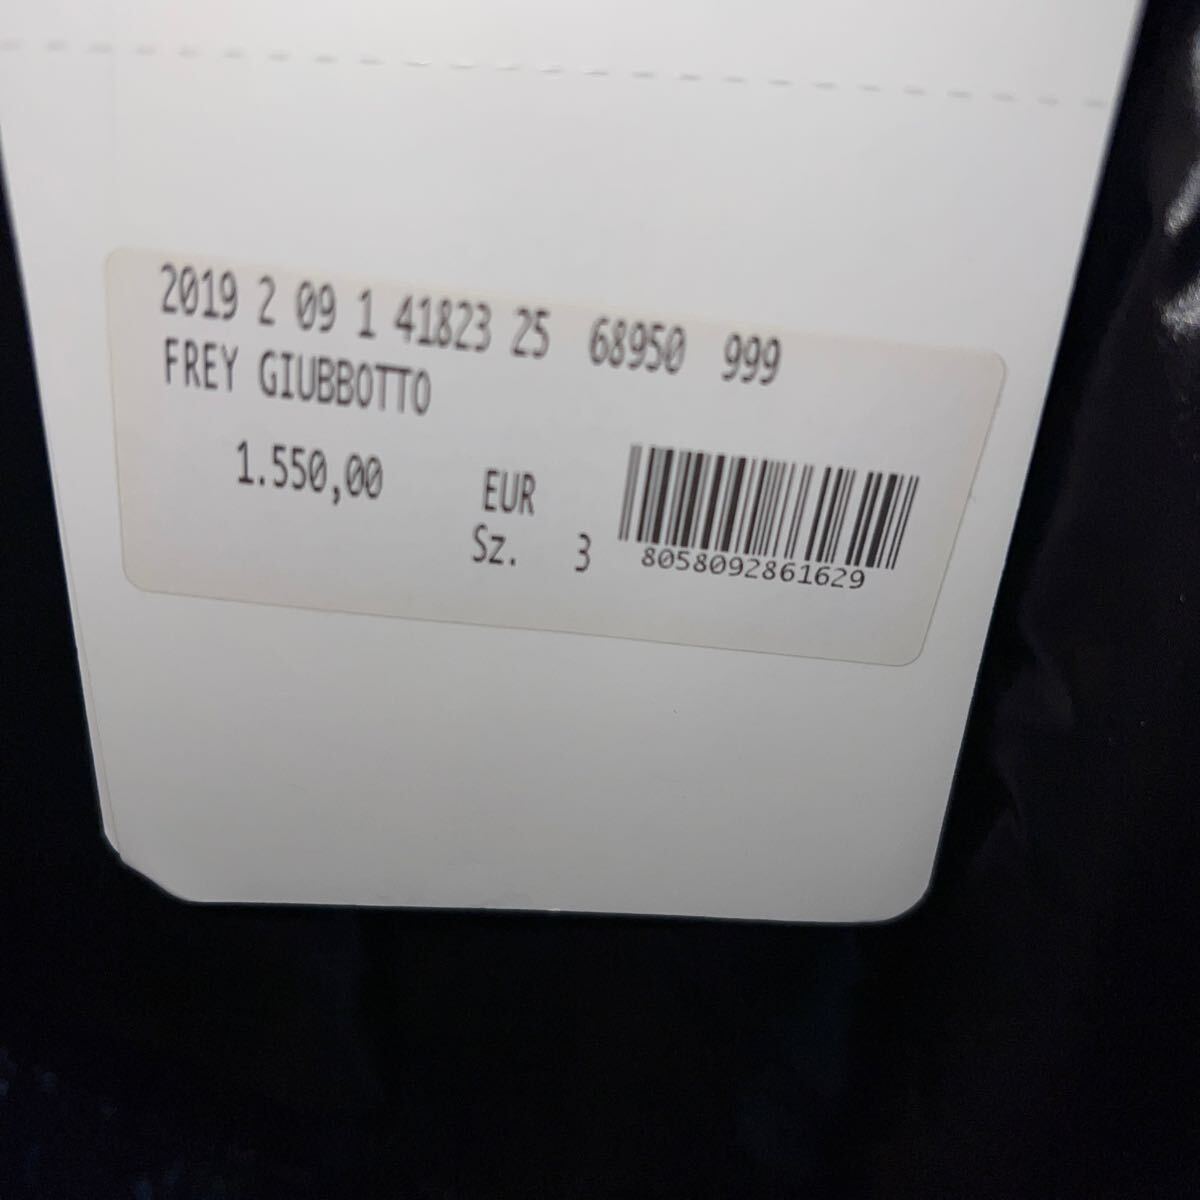 2019 2 09 1 41823 25 68950 999
FREY GIUBBOTTO
1.550,00 EUR
Sz. 3
8058092861629